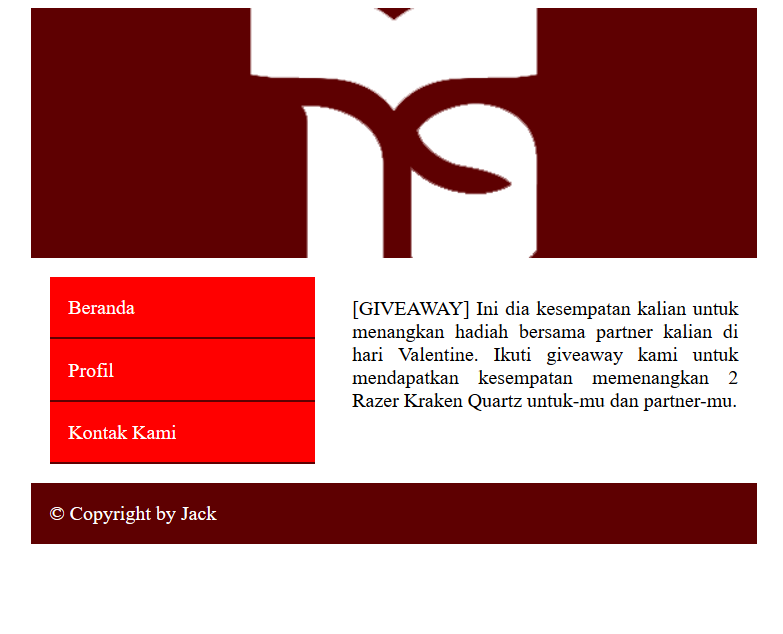 Beranda
Profil
Kontak Kami
[GIVEAWAY] Ini dia kesempatan kalian untuk
menangkan hadiah bersama partner kalian di
hari Valentine. Ikuti giveaway kami untuk
mendapatkan kesempatan memenangkan 2
Razer Kraken Quartz untuk-mu dan partner-mu.
© Copyright by Jack